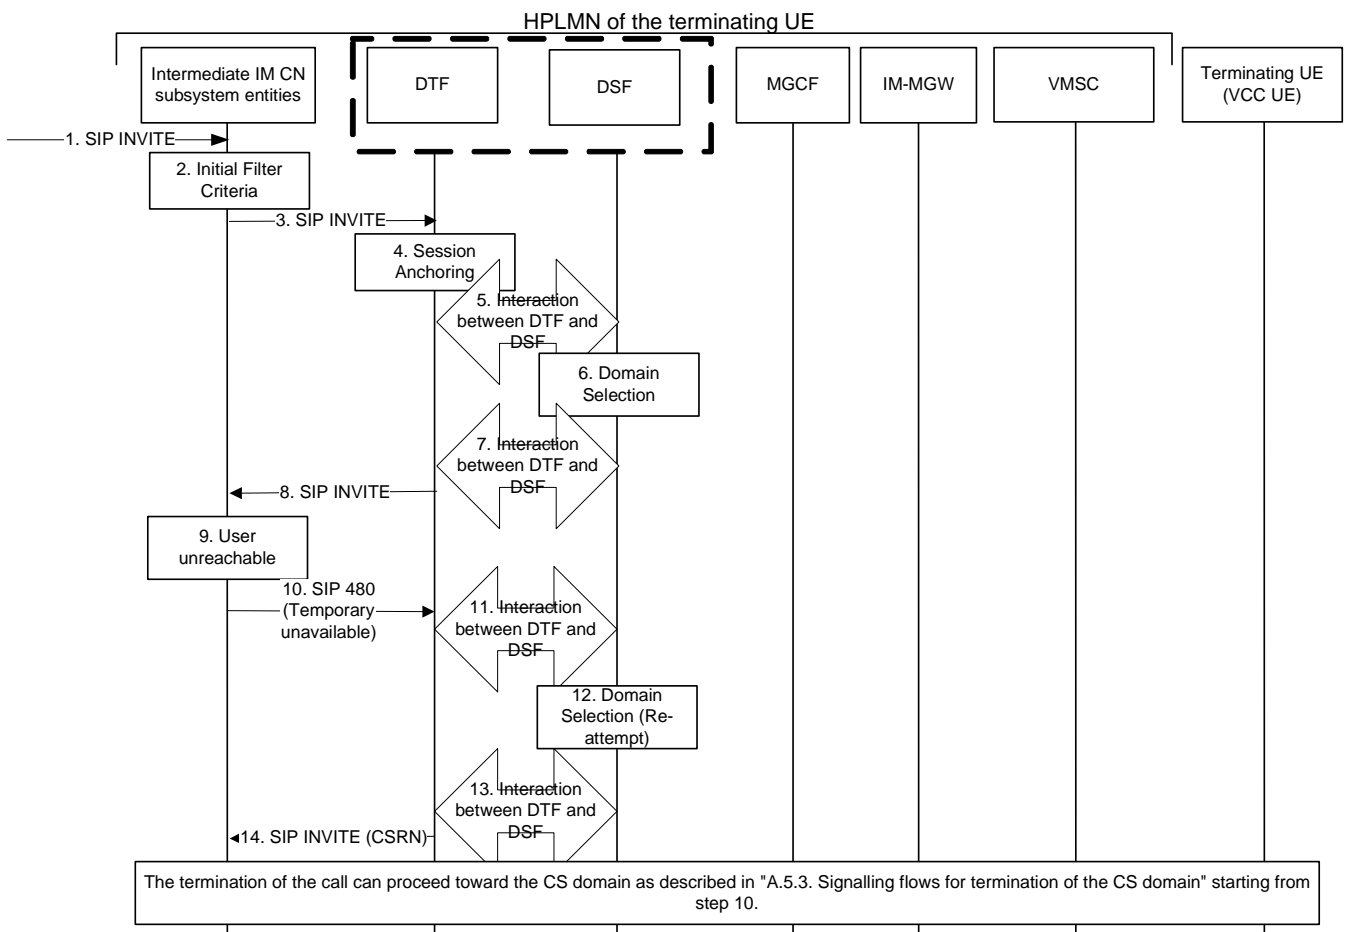 HPLMN of the terminating UE
Intermediate IM CN
subsystem entities
DTF
DSF
MGCF
IM-MGW
VMSC
Terminating UE
(VCC UE)
1. SIP INVITE
2. Initial Filter
Criteria
3. SIP INVITE
4. Session
Anchoring
5. Interaction
between DTF and
DSF
6. Domain
Selection
7. Interaction
between DTF and
DSF
8. SIP INVITE
9. User
unreachable
10. SIP 480
(Temporary
unavailable)
11. Interaction
between DTF and
DSF
12. Domain
Selection (Re-
attempt)
13. Interaction
between DTF and
DSF
14. SIP INVITE (CSRN)
The termination of the call can proceed toward the CS domain as described in "A.5.3. Signalling flows for termination of the CS domain" starting from
step 10.